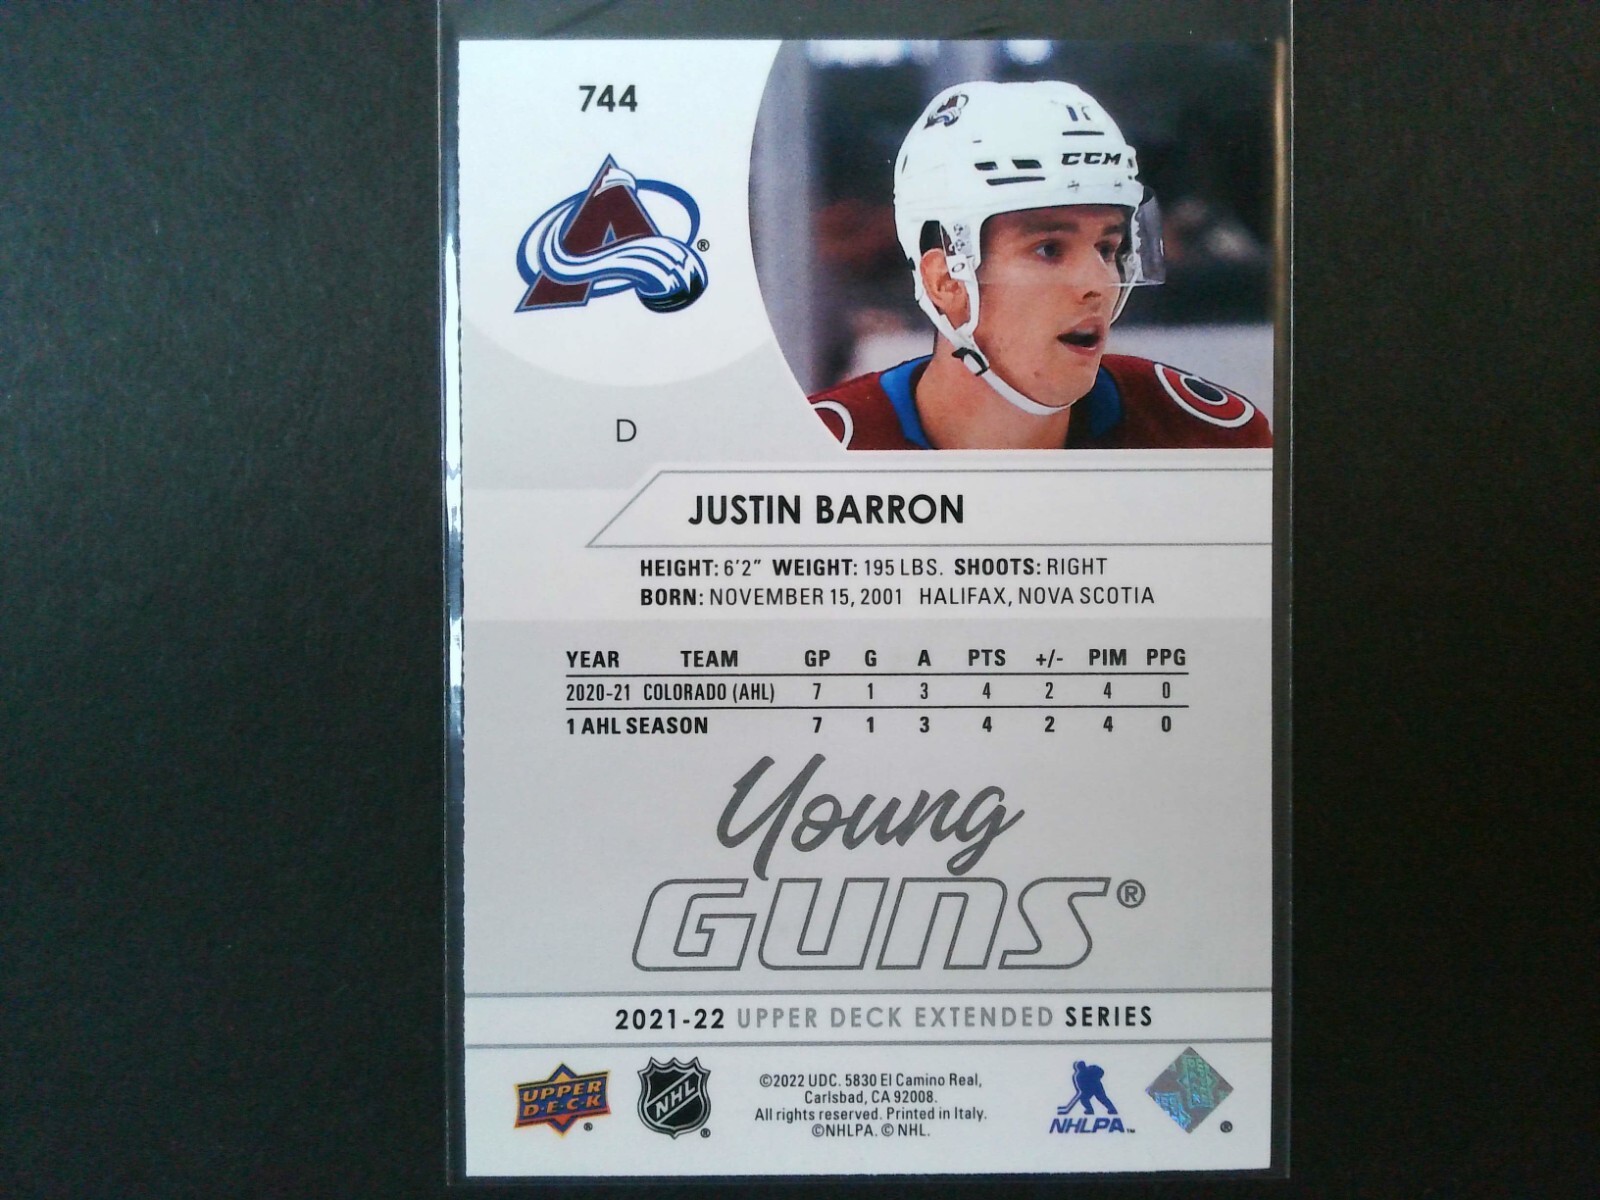 744
®
CCM
D
JUSTIN BARRON
HEIGHT: 6'2" WEIGHT: 195 LBS. SHOOTS: RIGHT
BORN: NOVEMBER 15, 2001 HALIFAX, NOVA SCOTIA
YEAR TEAM GP G A PTS +/- PIM PPG
2020-21 COLORADO (AHL) 7 1 3 4 2 4 0
1 AHL SEASON 7 1 3 4 2 4 0
Young
GUNS®
2021-22 UPPER DECK EXTENDED SERIES
UPPER
D·E·C·K
®
NHL
®
©2022 UDC. 5830 El Camino Real,
Carlsbad, CA 92008.
All rights reserved. Printed in Italy.
©NHLPA. © NHL.
NHLPA™
®